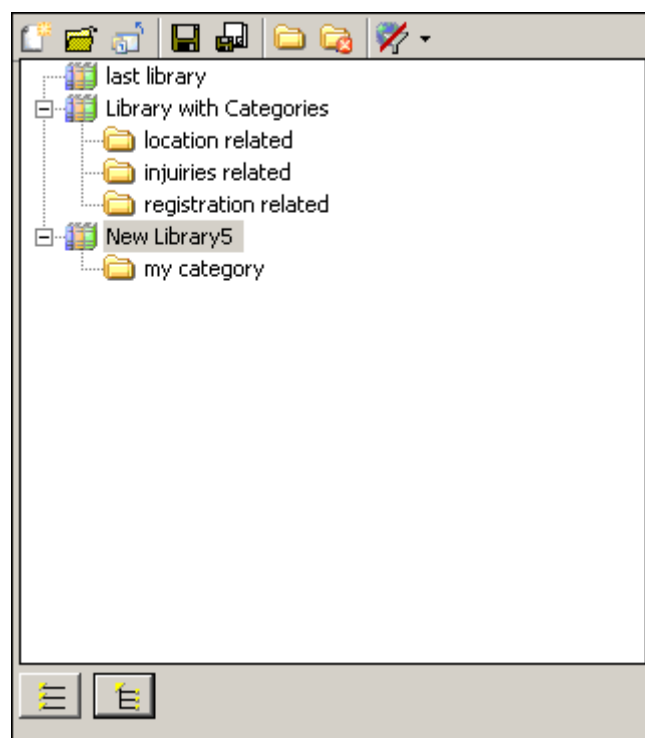 last library
Library with Categories
location related
injuiries related
registration related
New Library5
my category